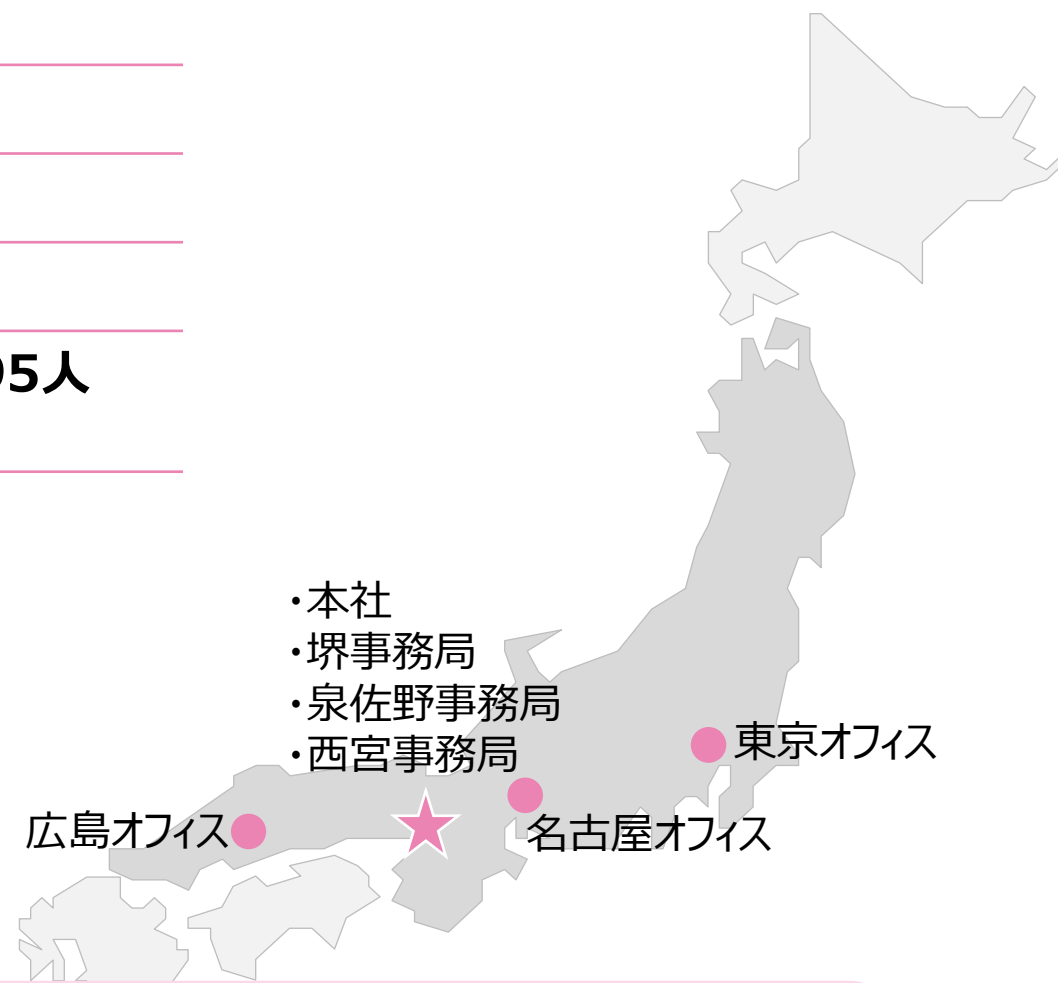 95人
・本社
・堺事務局
・泉佐野事務局
・西宮事務局
東京オフィス
名古屋オフィス
広島オフィス